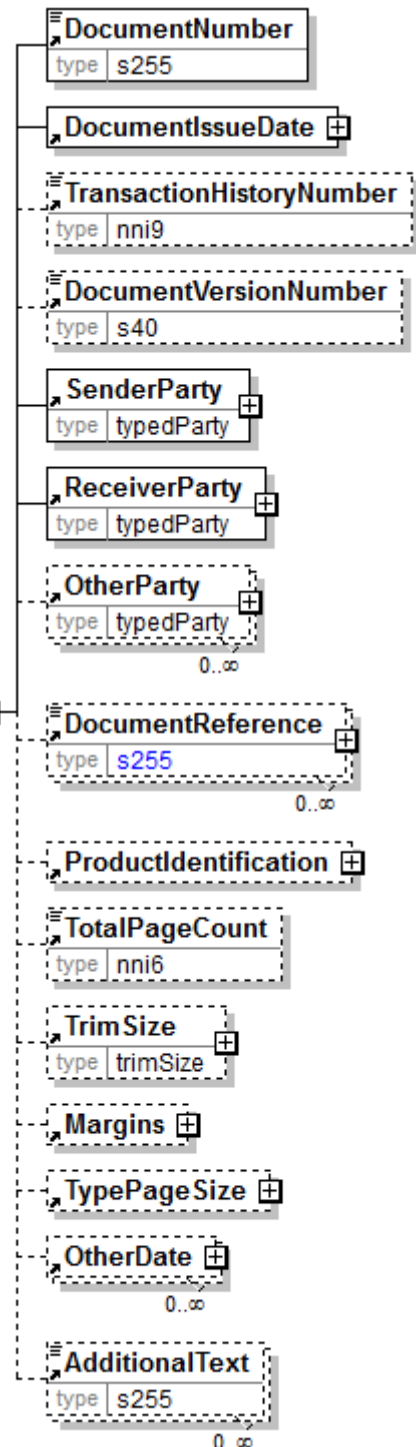 DocumentNumber
type s255
DocumentIssueDate
TransactionHistoryNumber
type nni9
DocumentVersionNumber
type s40
SenderParty
type typedParty
ReceiverParty
type typedParty
OtherParty
type typedParty
0..∞
DocumentReference
type s255
0..∞
ProductIdentification
TotalPageCount
type nni6
TrimSize
type trimSize
Margins
TypePageSize
OtherDate
0..∞
AdditionalText
type s255
0..∞